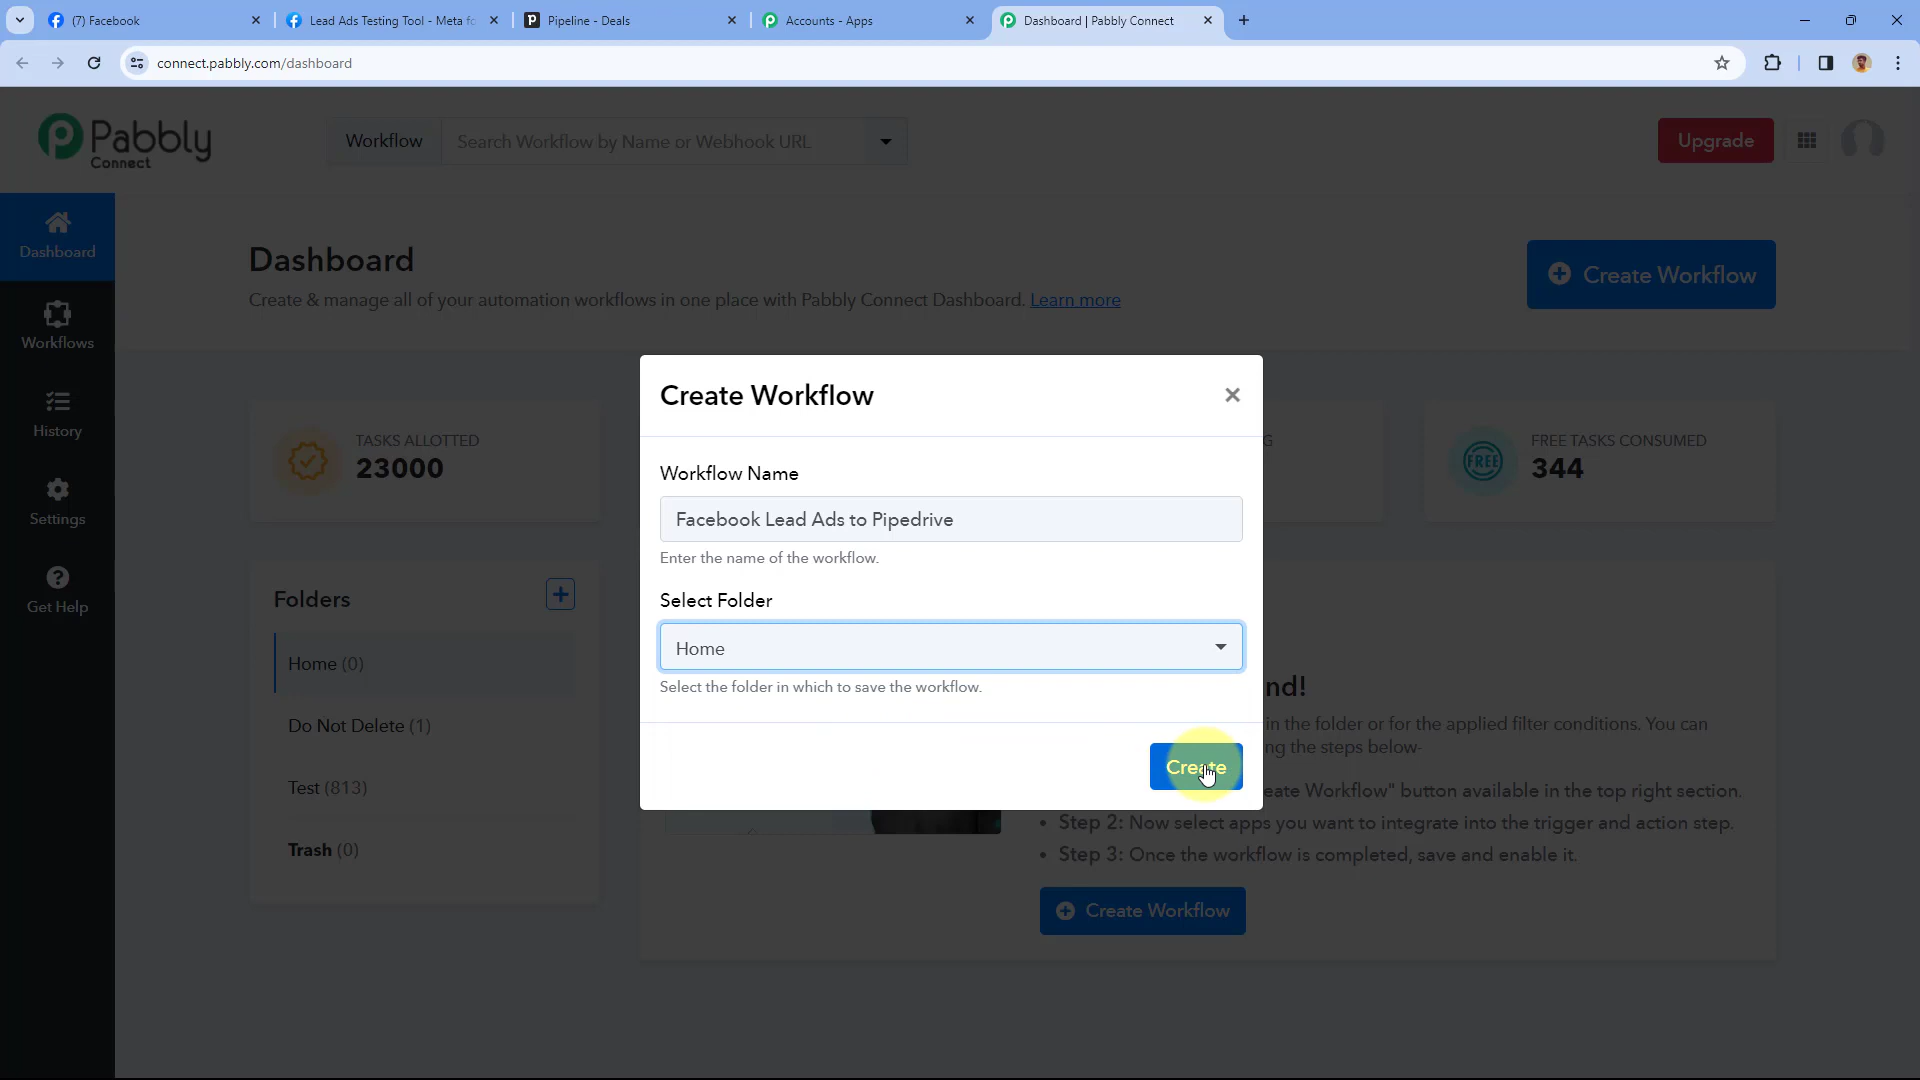 (7) Facebook
Lead Ads Testing Tool - Meta fo
Pipeline - Deals
Accounts - Apps
Dashboard | Pabbly Connect
connect.pabbly.com/dashboard
Pabbly
Connect
Workflow
Search Workflow by Name or Webhook URL
Upgrade
Dashboard
Workflows
History
Settings
Get Help
Dashboard
Create & manage all of your automation workflows in one place with Pabbly Connect Dashboard. Learn more
Create Workflow
TASKS ALLOTTED
23000
G
FREE
FREE TASKS CONSUMED
344
Folders
Home (0)
Do Not Delete (1)
Test (813)
Trash (0)
Create Workflow
Workflow Name
Facebook Lead Ads to Pipedrive
Enter the name of the workflow.
Select Folder
Home
Select the folder in which to save the workflow.
Create
nd!
in the folder or for the applied filter conditions. You can
ng the steps below-
eate Workflow" button available in the top right section.
• Step 2: Now select apps you want to integrate into the trigger and action step.
• Step 3: Once the workflow is completed, save and enable it.
Create Workflow